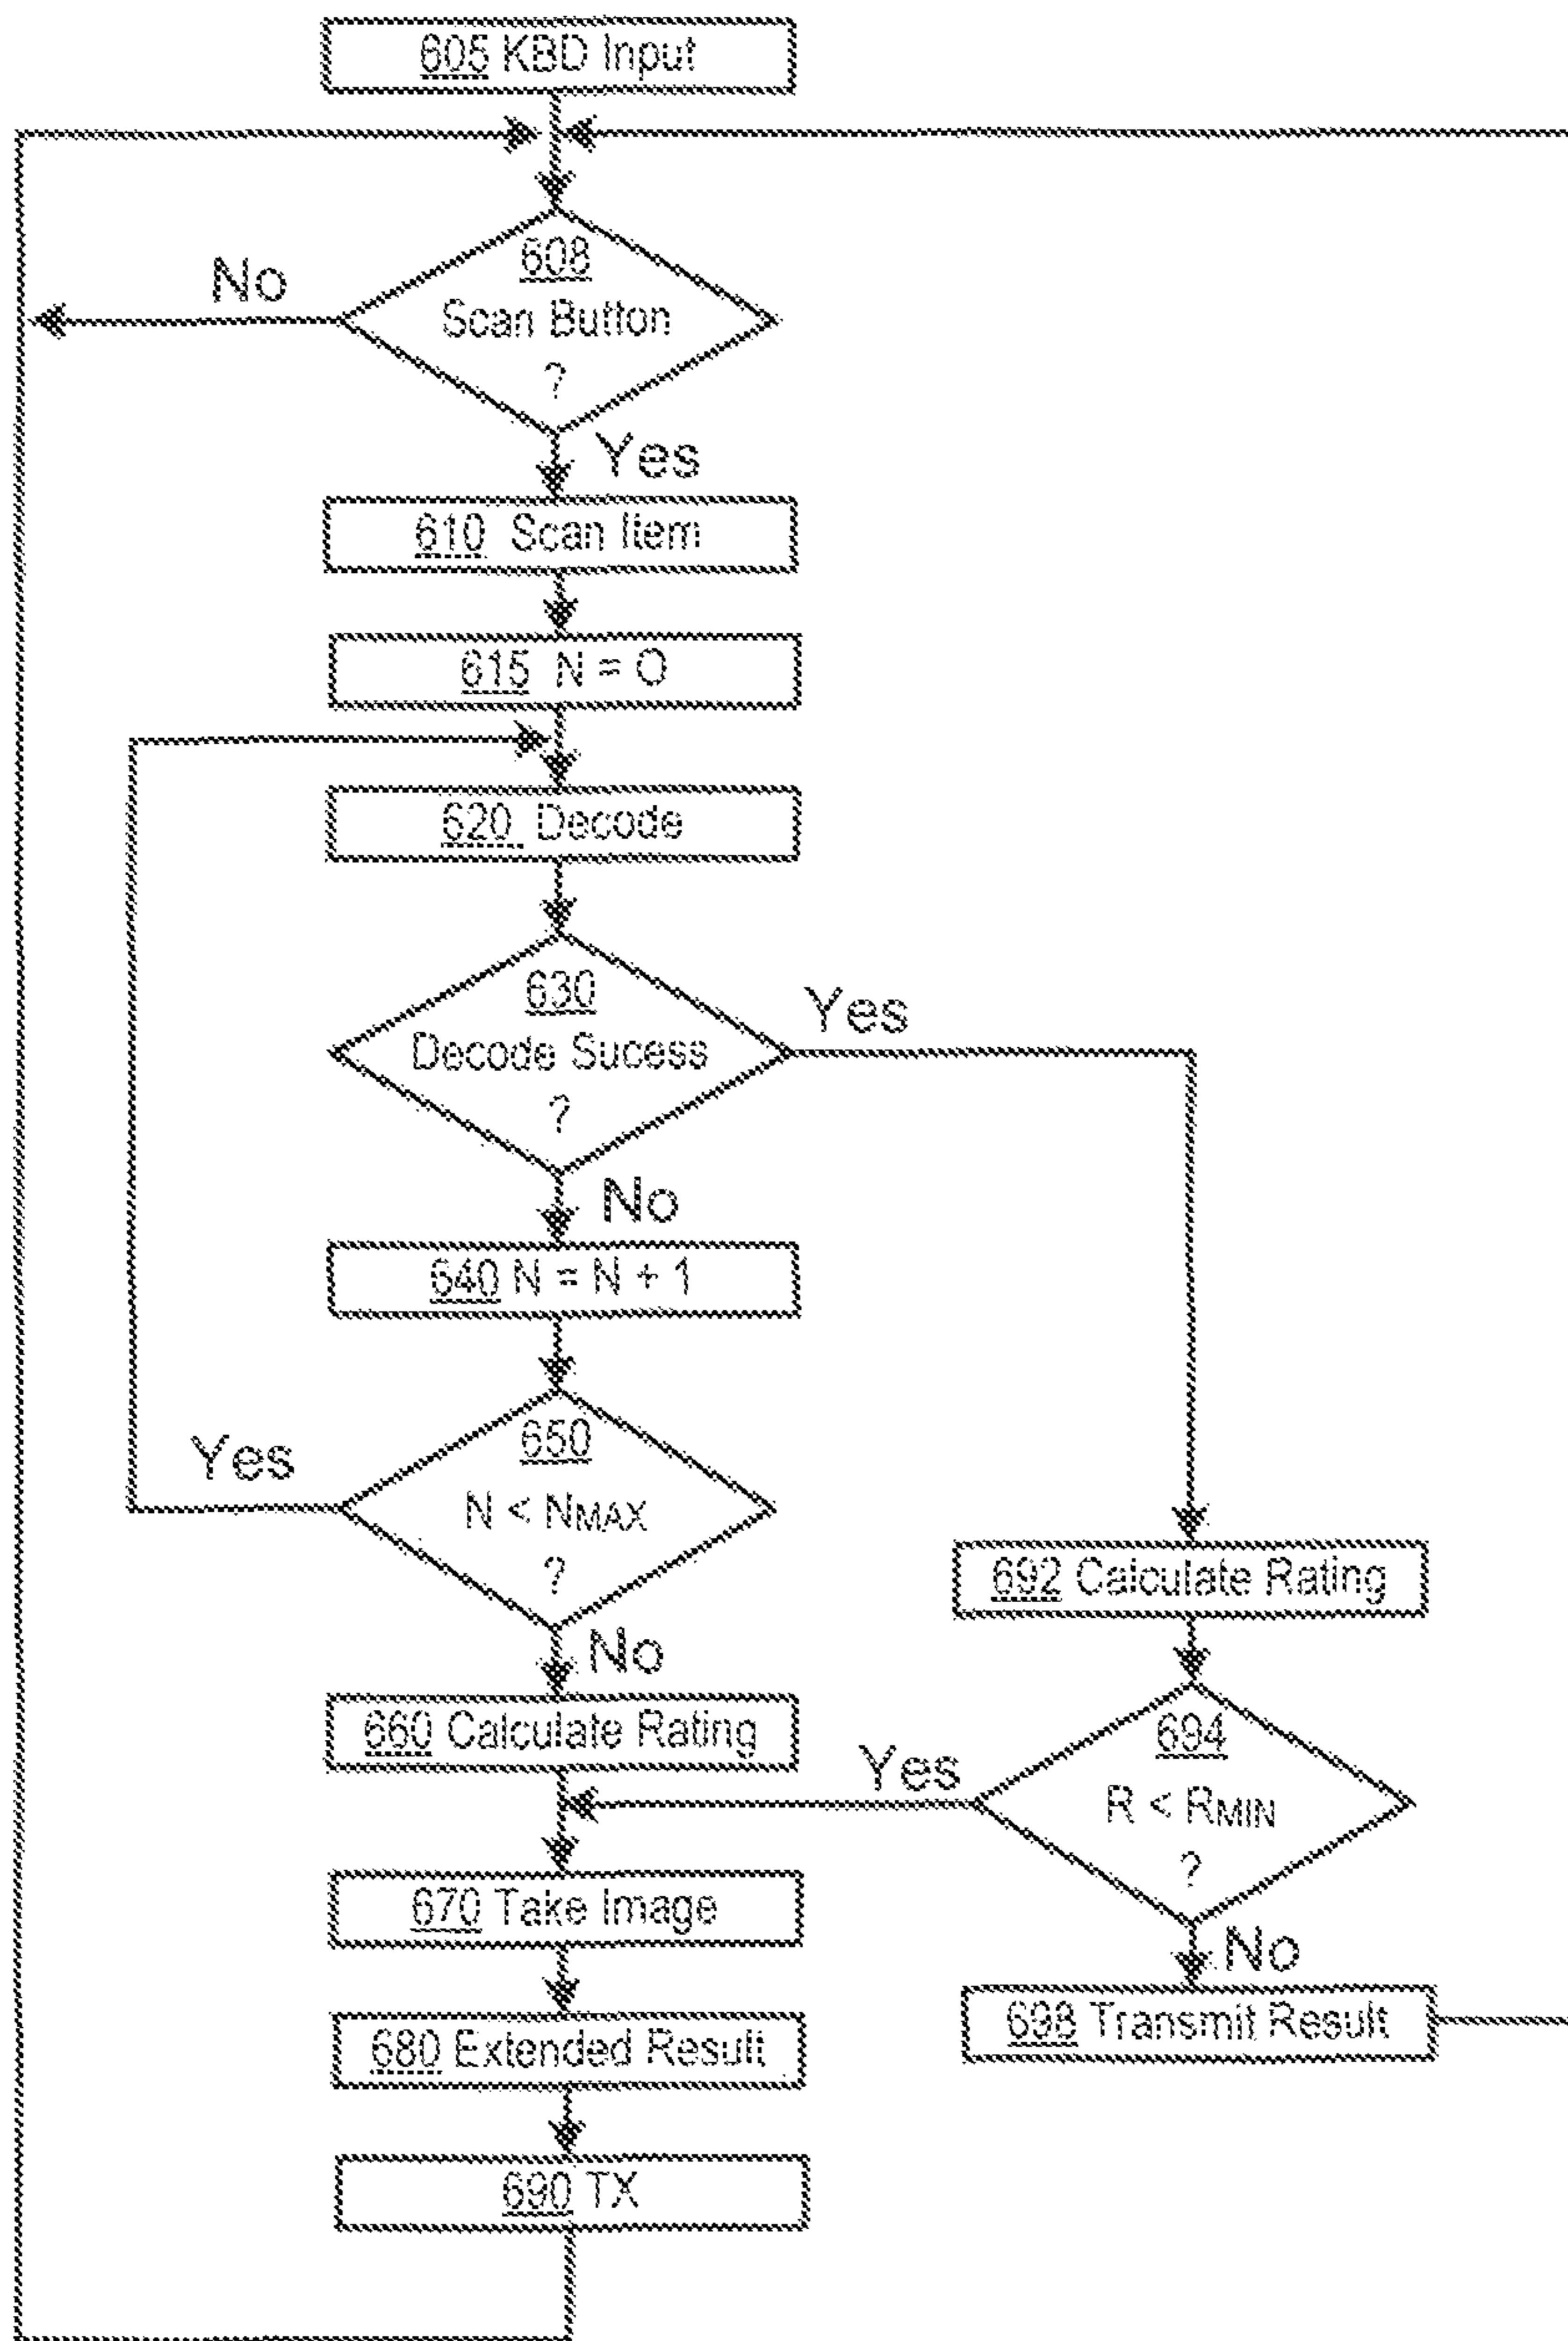 605 KBD Input
608
Scan Button
?
No
Yes
610 Scan Item
615 N = O
620 Decode
630
Decode Sucess
?
Yes
No
640 N = N + 1
650
N < NMAX
?
Yes
No
660 Calculate Rating
692 Calculate Rating
694
R < RMIN
?
Yes
No
670 Take Image
680 Extended Result
698 Transmit Result
690 TX